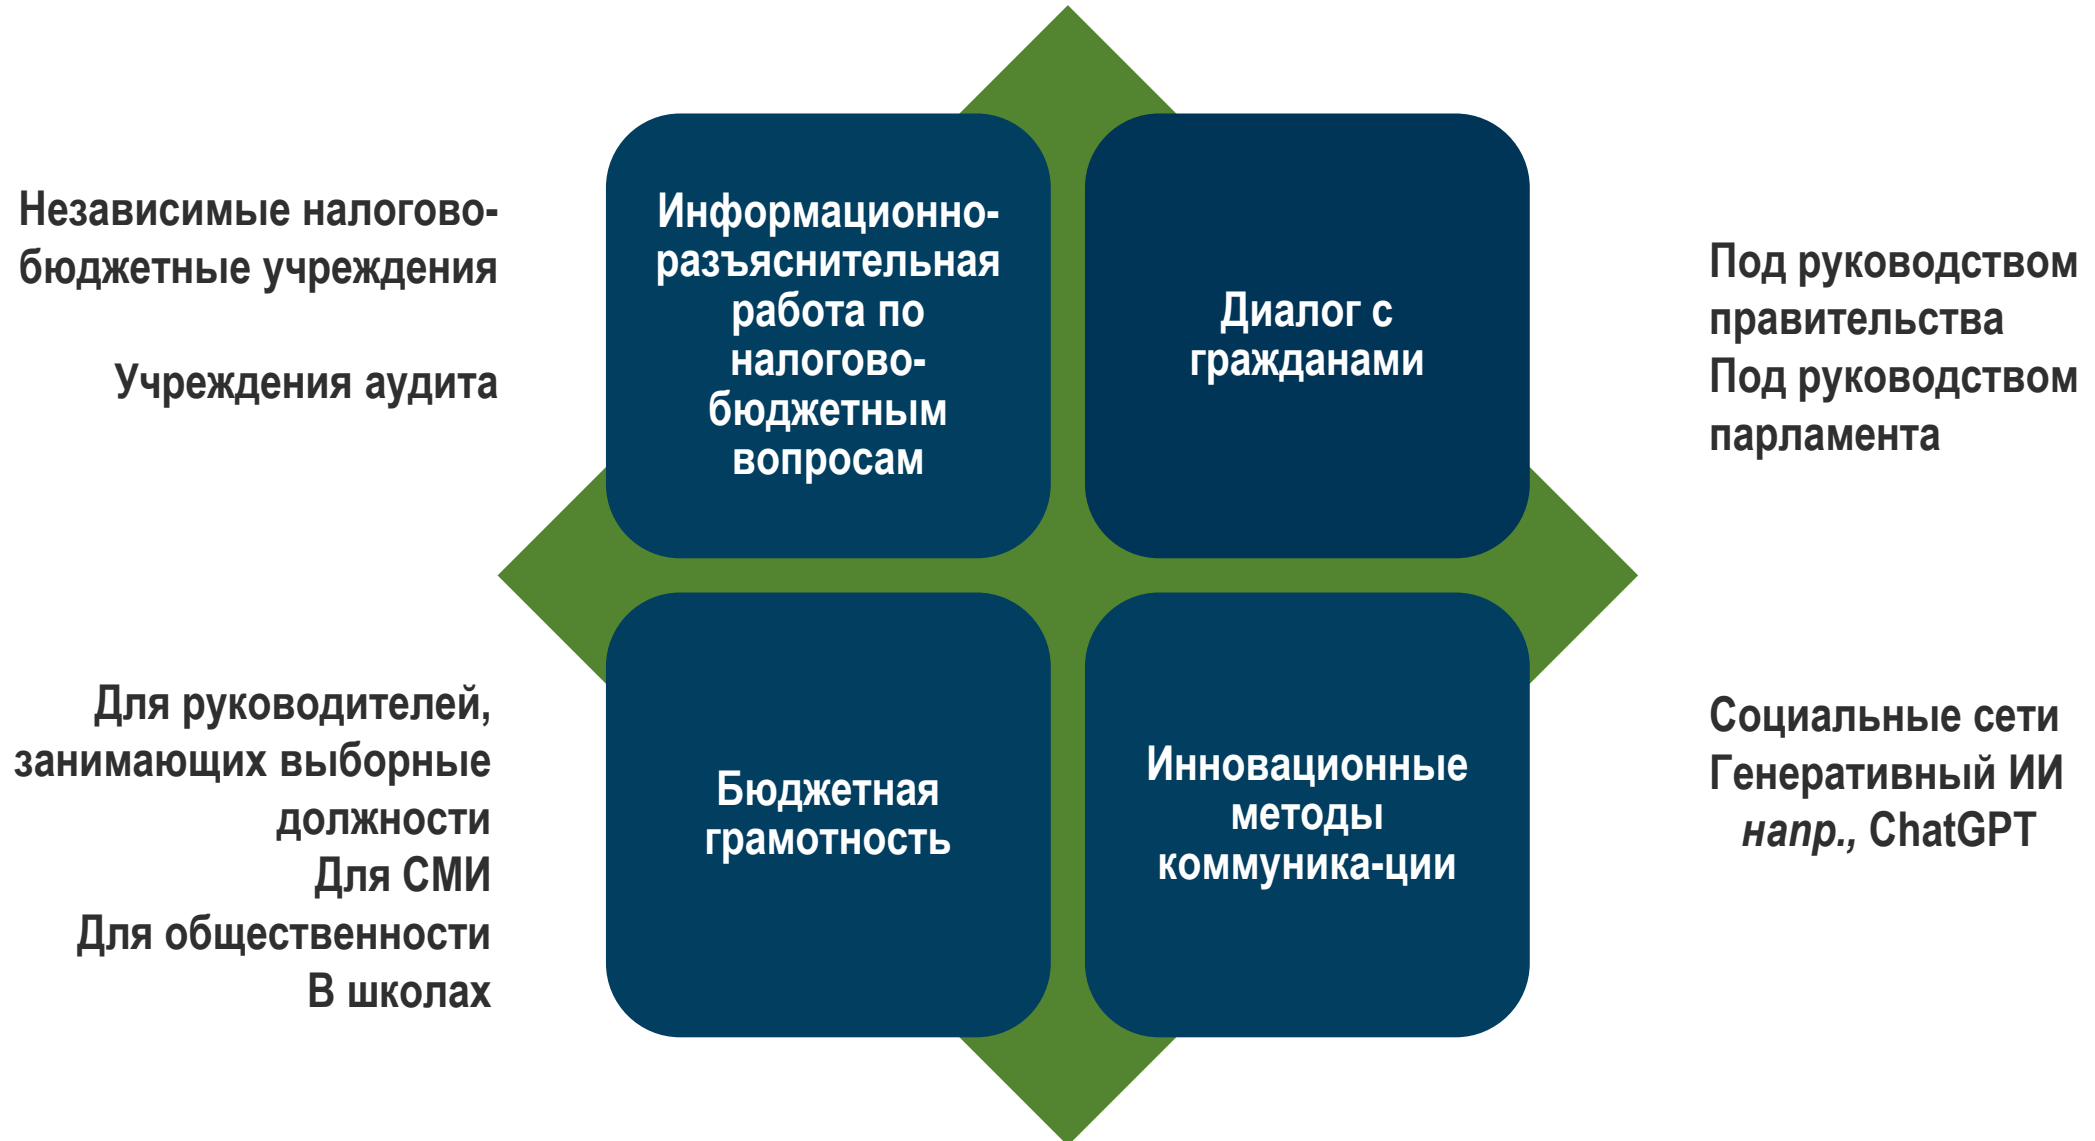 Независимые налогово-
бюджетные учреждения
Учреждения аудита
Информационно-
разъяснительная
работа по
налогово-
бюджетным
вопросам
Диалог с
гражданами
Под руководством
правительства
Под руководством
парламента
Для руководителей,
занимающих выборные
должности
Для СМИ
Для общественности
В школах
Бюджетная
грамотность
Инновационные
методы
коммуника-ции
Социальные сети
Генеративный ИИ
напр., ChatGPT